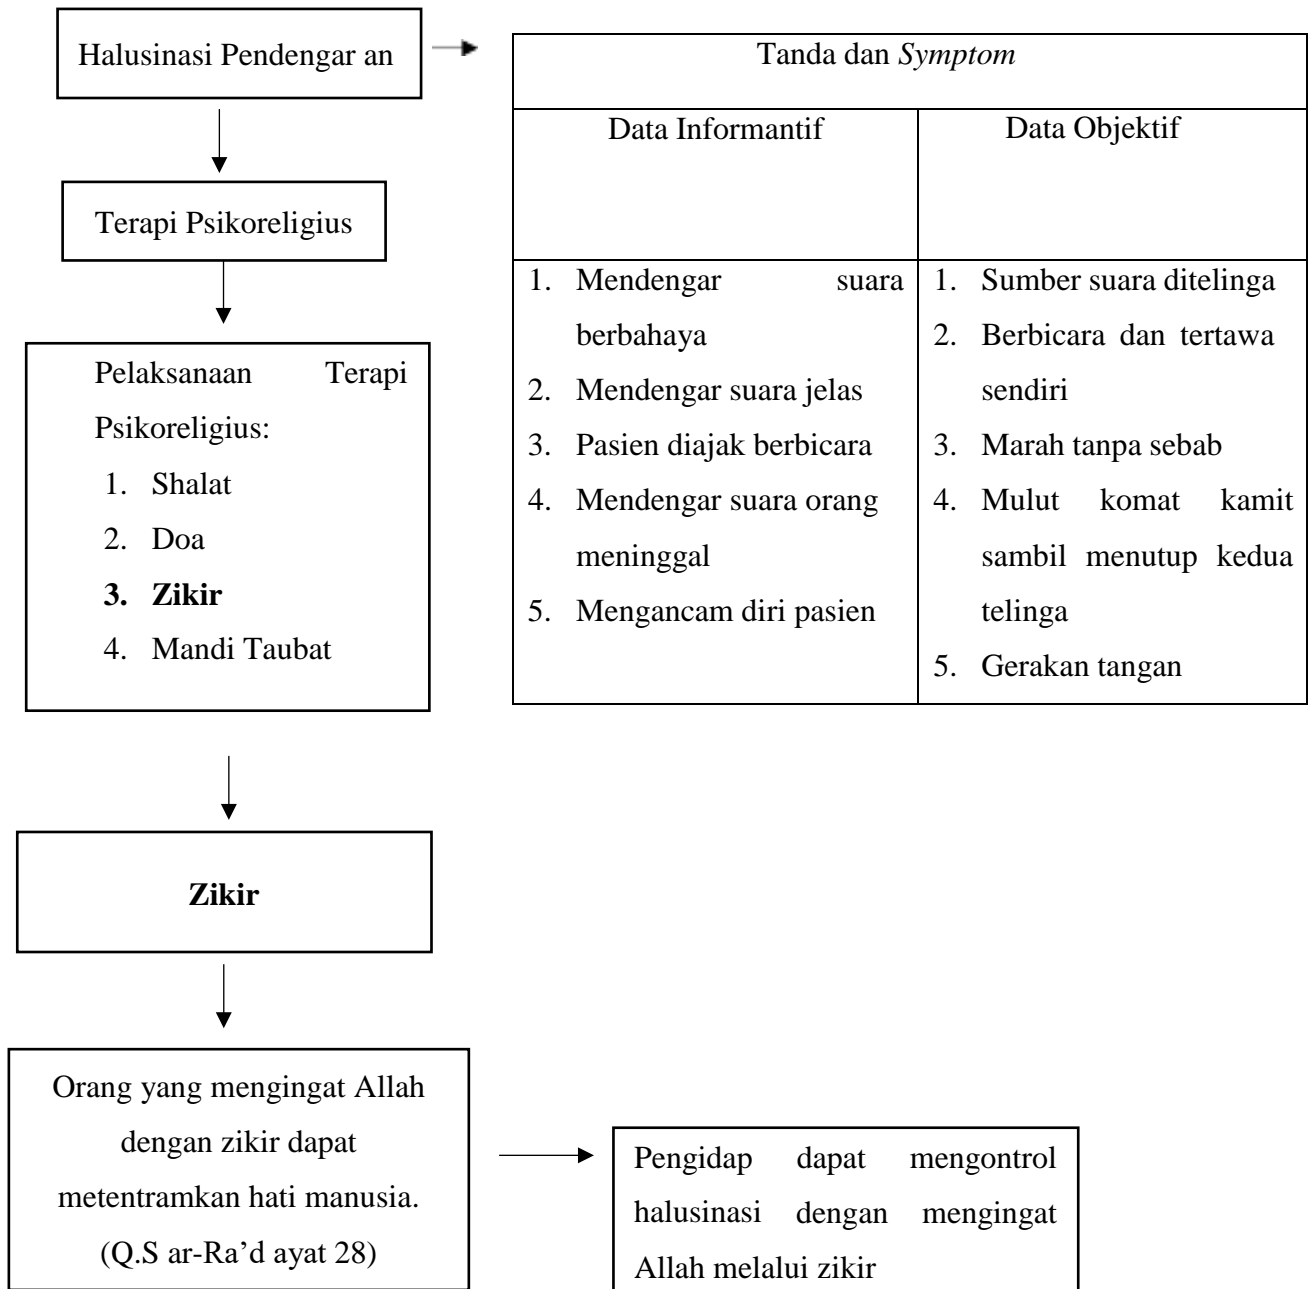 Halusinasi Pendengar an
Tanda dan Symptom
Data Informantif
Data Objektif
1. Mendengar suara
berbahaya
2. Mendengar suara jelas
3. Pasien diajak berbicara
4. Mendengar suara orang
meninggal
5. Mengancam diri pasien
1. Sumber suara ditelinga
2. Berbicara dan tertawa
sendiri
3. Marah tanpa sebab
4. Mulut komat kamit
sambil menutup kedua
telinga
5. Gerakan tangan
Terapi Psikoreligius
Pelaksanaan Terapi
Psikoreligius:
1. Shalat
2. Doa
3. Zikir
4. Mandi Taubat
Zikir
Orang yang mengingat Allah
dengan zikir dapat
metentramkan hati manusia.
(Q.S ar-Ra’d ayat 28)
Pengidap dapat mengontrol
halusinasi dengan mengingat
Allah melalui zikir